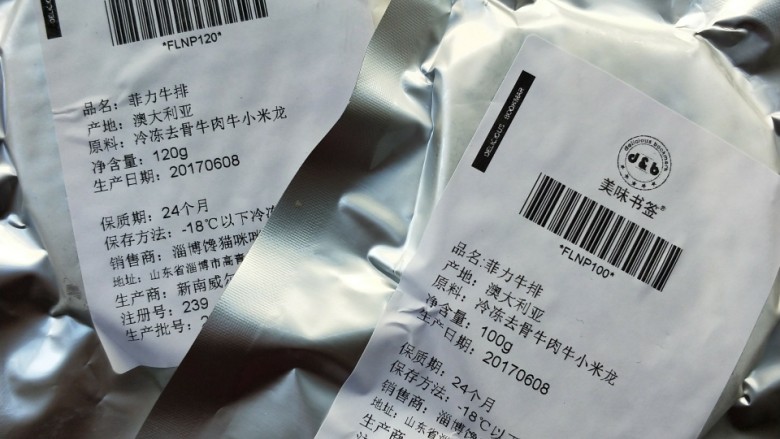 *FLNP120*
品名：菲力牛排
产地：澳大利亚
原料：冷冻去骨牛肉牛小米龙
净含量：120g
生产日期：20170608
保质期：24个月
保存方法：-18℃以下冷冻
销售商：淄博馋猫咪咪
地址：山东省淄博市高
生产商：新南威尔
注册号：239
生产批号：2
DELICIOUS BOOKMARK
delicious bookmark
d&b
美味书签®
*FLNP100*
品名：菲力牛排
产地：澳大利亚
原料：冷冻去骨牛肉牛小米龙
净含量：100g
生产日期：20170608
保质期：24个月
保存方法：-18℃以下
销售商：淄博馋
地址：山东省淄